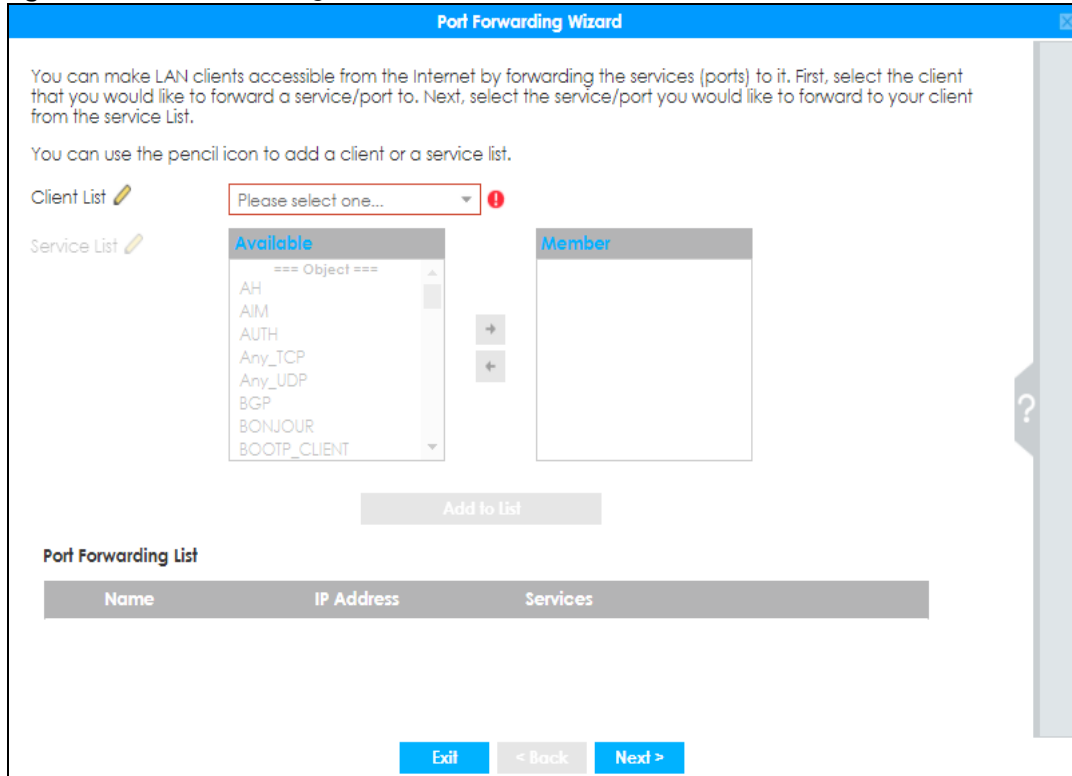 Port Forwarding Wizard
You can make LAN clients accessible from the Internet by forwarding the services (ports) to it. First, select the client
that you would like to forward a service/port to. Next, select the service/port you would like to forward to your client
from the service List.
You can use the pencil icon to add a client or a service list.
Client List
Please select one...
Service List
Available
Member
=== Object ===
AH
AIM
AUTH
Any_TCP
Any_UDP
BGP
BONJOUR
BOOTP_CLIENT
?
Add to List
Port Forwarding List
Name IP Address Services
Exit < Back Next >